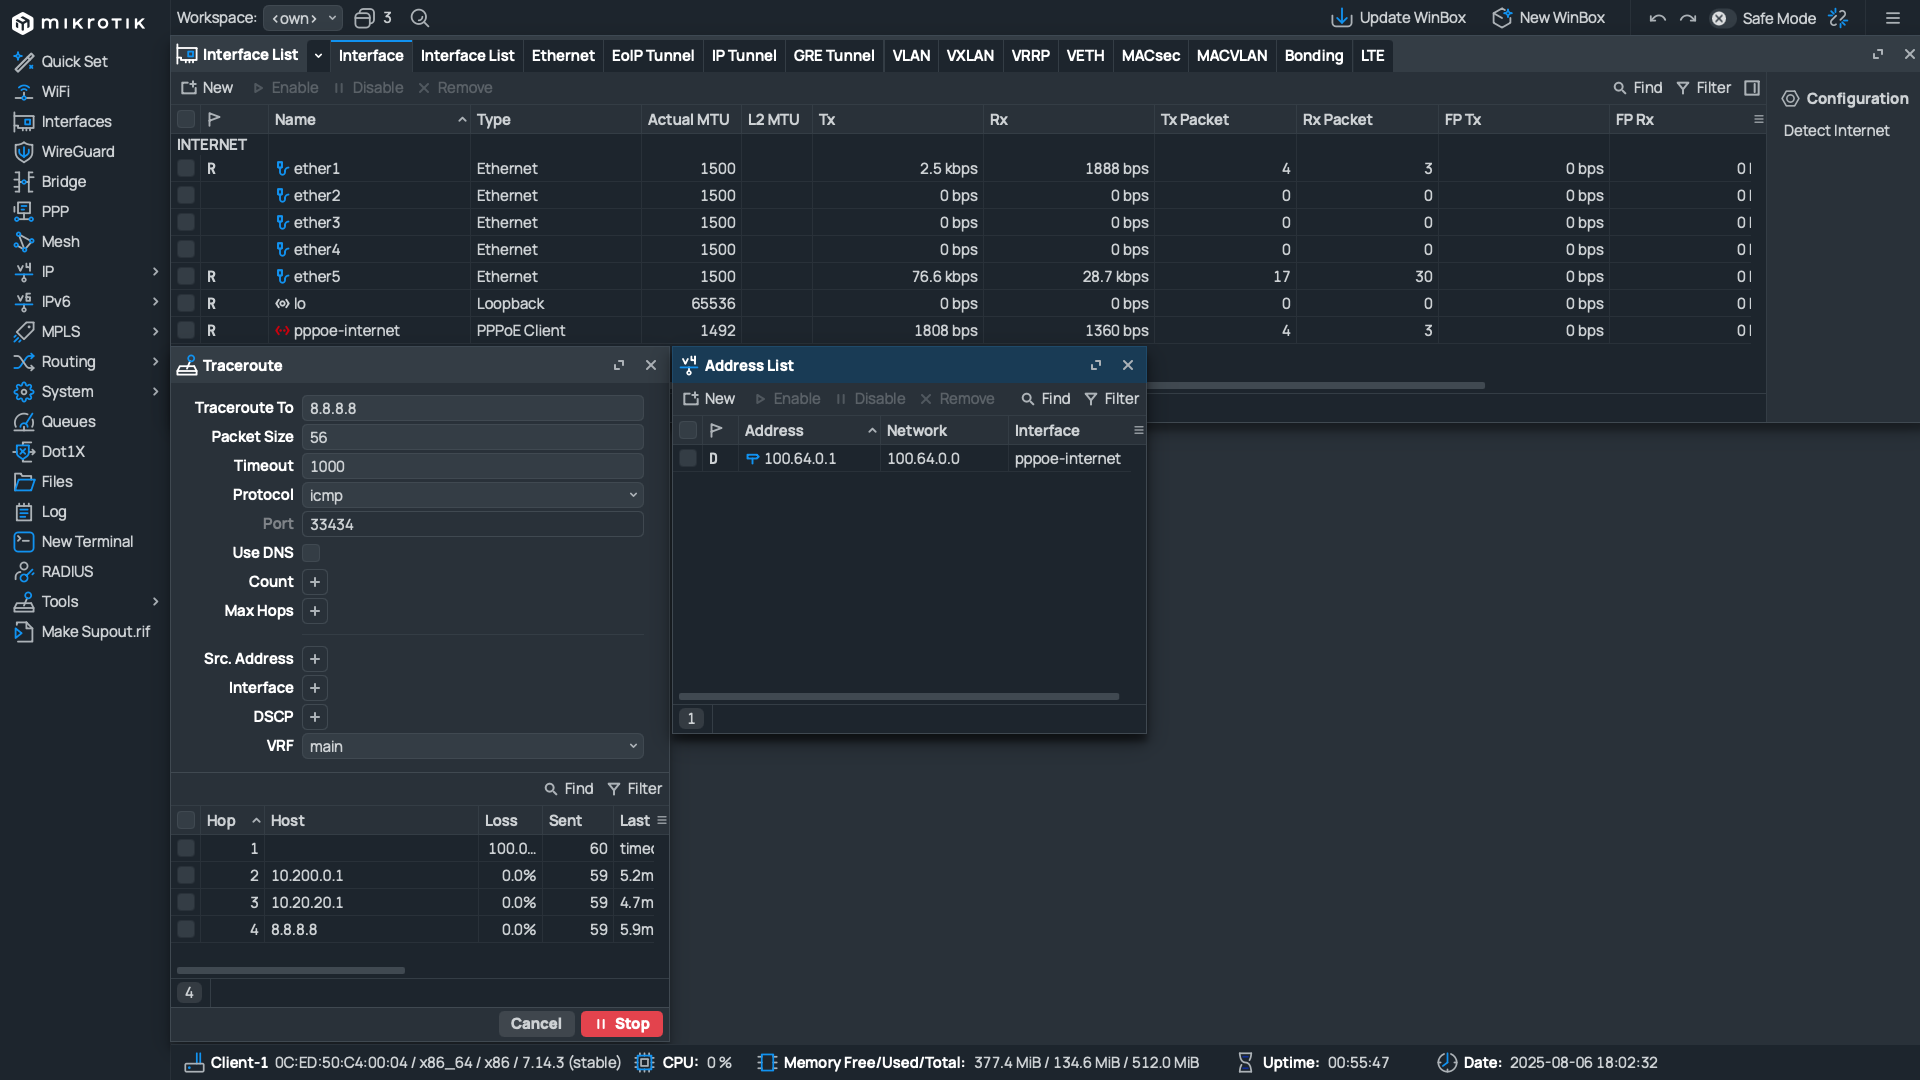 MIKROTIK
Workspace: <own> 3
Update WinBox New WinBox Safe Mode
Quick Set
WiFi
Interfaces
WireGuard
Bridge
PPP
Mesh
IP
IPv6
MPLS
Routing
System
Queues
Dot1X
Files
Log
New Terminal
RADIUS
Tools
Make Supout.rif
Interface List Interface Interface List Ethernet EoIP Tunnel IP Tunnel GRE Tunnel VLAN VXLAN VRRP VETH MACsec MACVLAN Bonding LTE
New Enable Disable Remove Find Filter
Name Type Actual MTU L2 MTU Tx Rx Tx Packet Rx Packet FP Tx FP Rx
INTERNET
R ether1 Ethernet 1500 2.5 kbps 1888 bps 4 3 0 bps 0
ether2 Ethernet 1500 0 bps 0 bps 0 0 0 bps 0
ether3 Ethernet 1500 0 bps 0 bps 0 0 0 bps 0
ether4 Ethernet 1500 0 bps 0 bps 0 0 0 bps 0
R ether5 Ethernet 1500 76.6 kbps 28.7 kbps 17 30 0 bps 0
R lo Loopback 65536 0 bps 0 bps 0 0 0 bps 0
R pppoe-internet PPPoE Client 1492 1808 bps 1360 bps 4 3 0 bps 0
Configuration
Detect Internet
Traceroute
Traceroute To 8.8.8.8
Packet Size 56
Timeout 1000
Protocol icmp
Port 33434
Use DNS
Count +
Max Hops +
Src. Address +
Interface +
DSCP +
VRF main
Find Filter
Hop Host Loss Sent Last
1 100.0... 60 timeo
2 10.200.0.1 0.0% 59 5.2m
3 10.20.20.1 0.0% 59 4.7m
4 8.8.8.8 0.0% 59 5.9m
4
Cancel Stop
Address List
New Enable Disable Remove Find Filter
Address Network Interface
D 100.64.0.1 100.64.0.0 pppoe-internet
1
Client-1 0C:ED:50:C4:00:04 / x86_64 / x86 / 7.14.3 (stable) CPU: 0 % Memory Free/Used/Total: 377.4 MiB / 134.6 MiB / 512.0 MiB Uptime: 00:55:47 Date: 2025-08-06 18:02:32